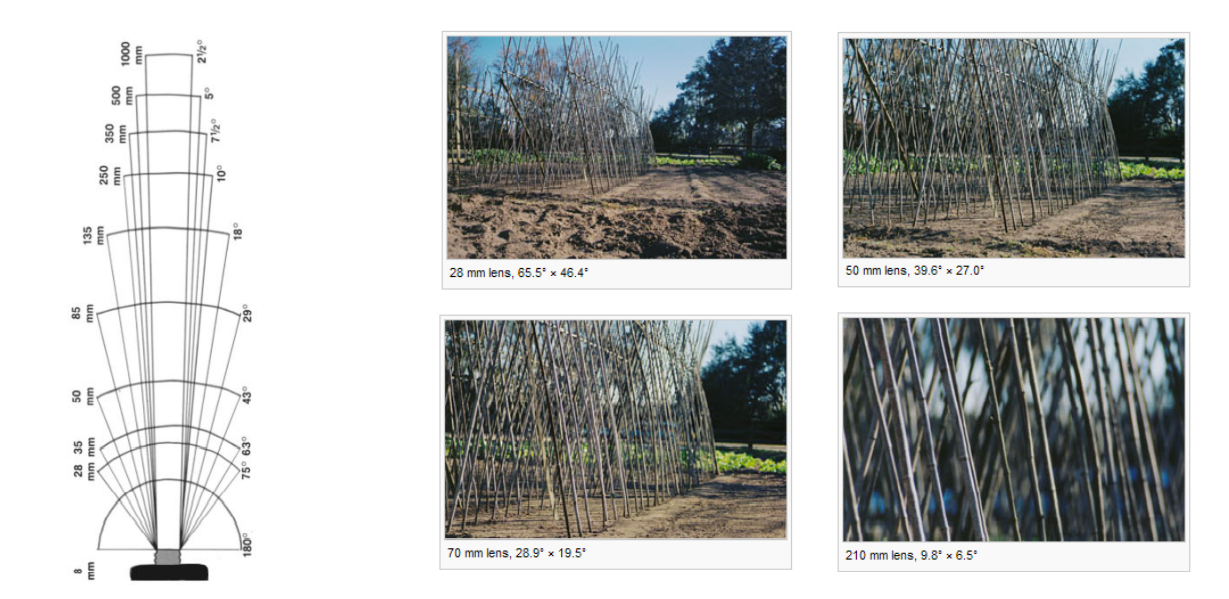 1000 mm
2½°
500 mm
5°
350 mm
7½°
250 mm
10°
135 mm
18°
85 mm
29°
50 mm
43°
35 mm
63°
28 mm
75°
8 mm
180°
28 mm lens, 65.5° × 46.4°
50 mm lens, 39.6° × 27.0°
70 mm lens, 28.9° × 19.5°
210 mm lens, 9.8° × 6.5°